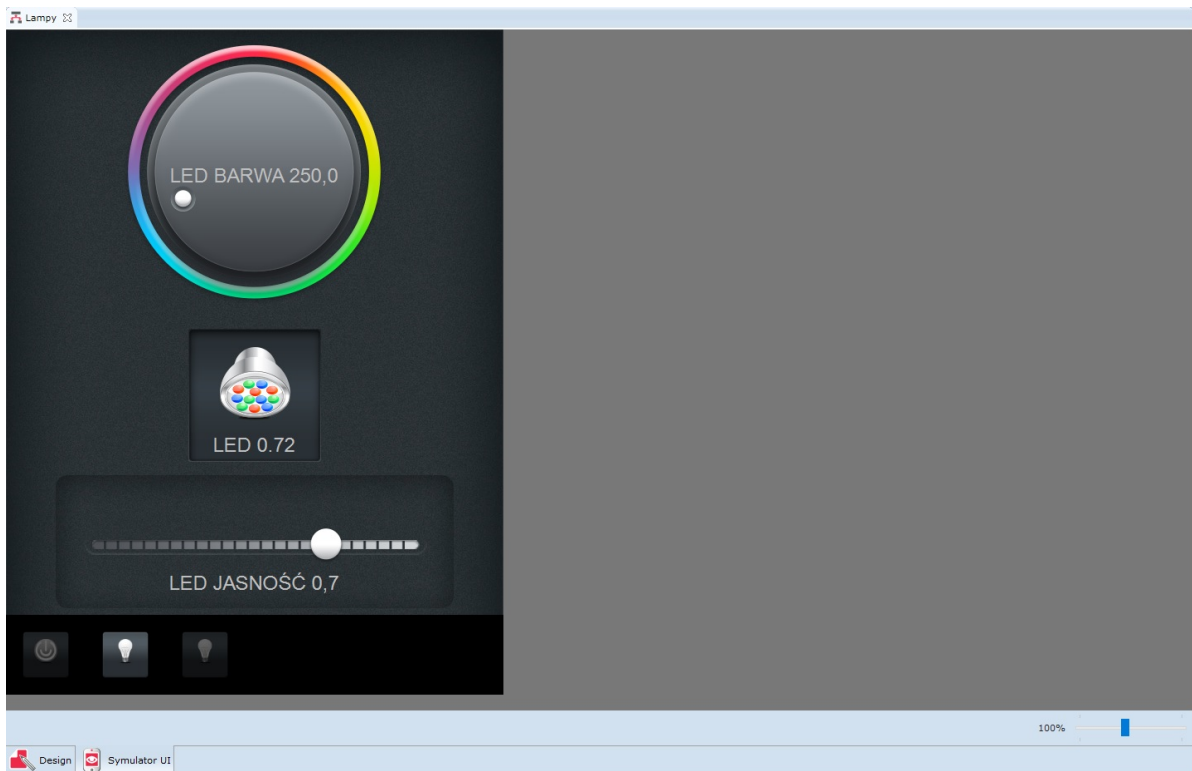 Lampy
LED BARWA 250,0
LED 0.72
LED JASNOŚĆ 0,7
100%
Design
Symulator UI